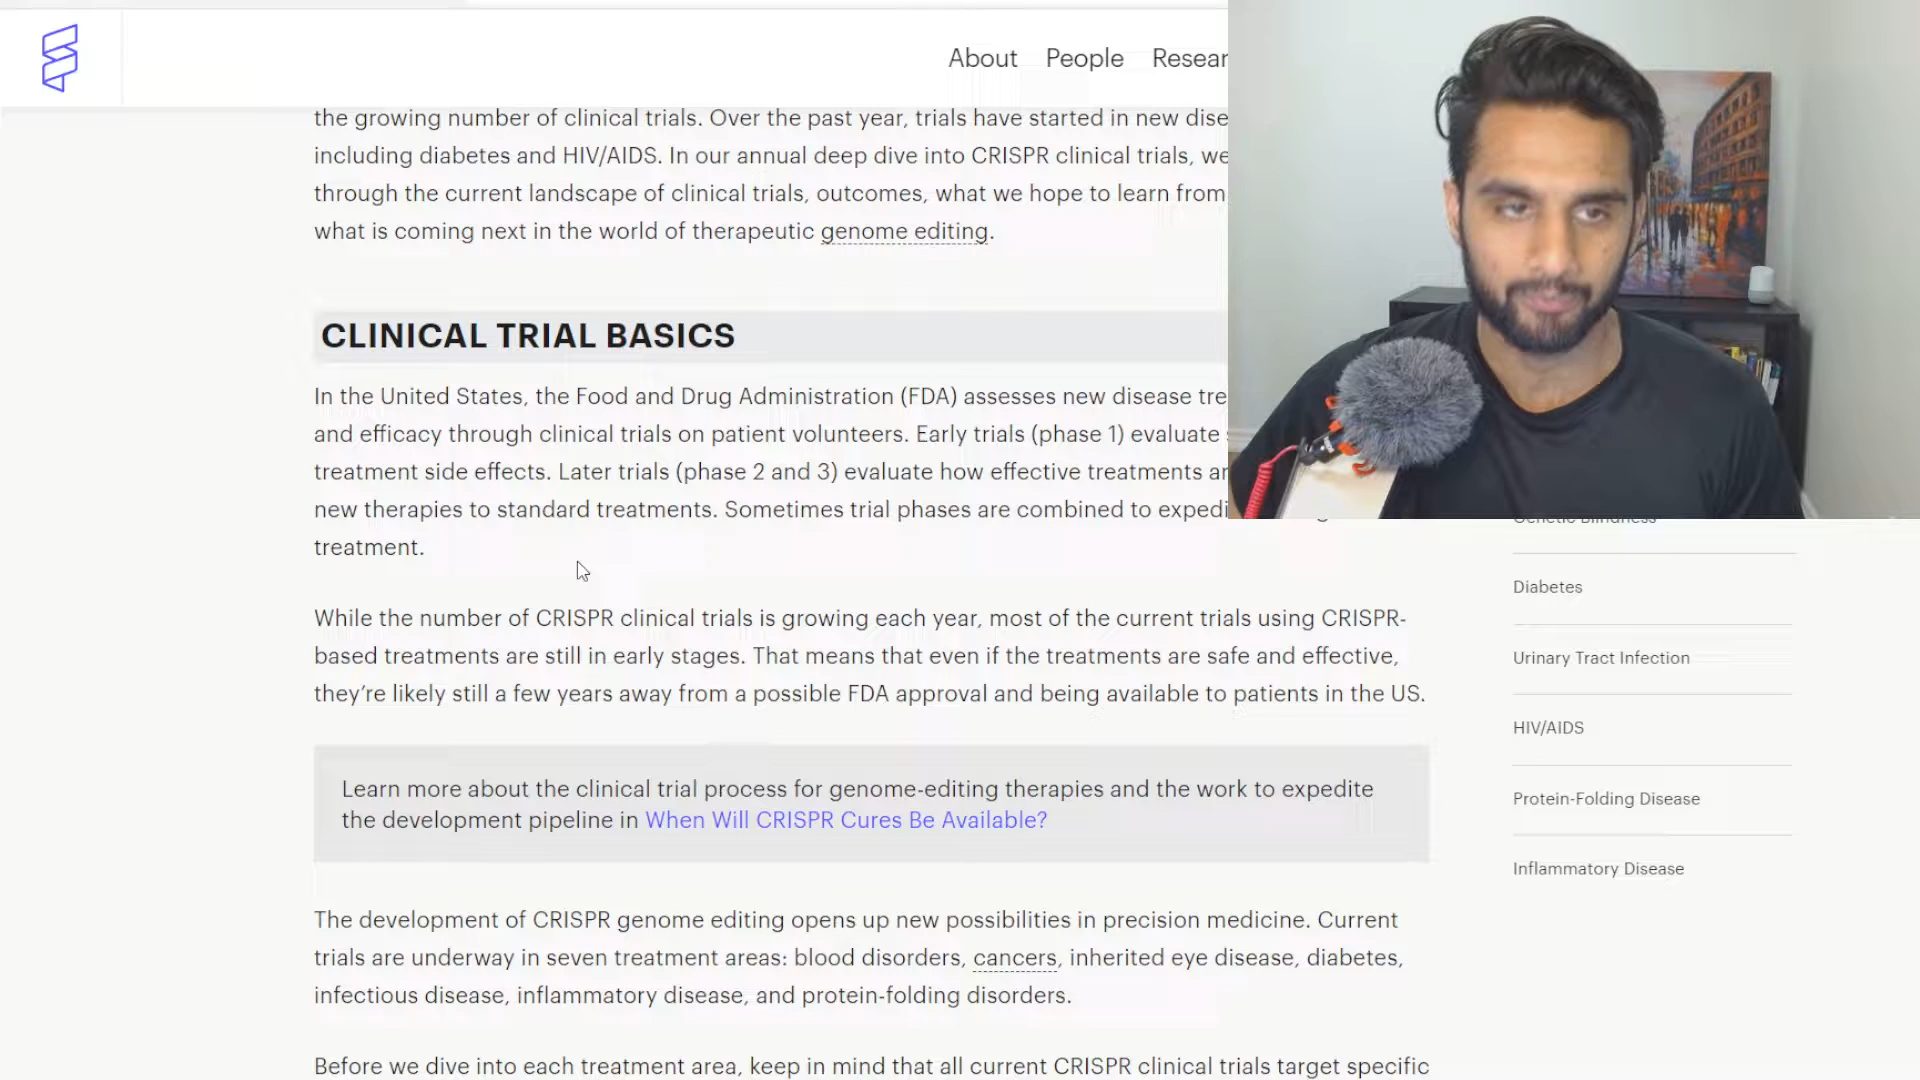 About People Resear
the growing number of clinical trials. Over the past year, trials have started in new dise
including diabetes and HIV/AIDS. In our annual deep dive into CRISPR clinical trials, we
through the current landscape of clinical trials, outcomes, what we hope to learn from
what is coming next in the world of therapeutic genome editing.
CLINICAL TRIAL BASICS
In the United States, the Food and Drug Administration (FDA) assesses new disease tre
and efficacy through clinical trials on patient volunteers. Early trials (phase 1) evaluate
treatment side effects. Later trials (phase 2 and 3) evaluate how effective treatments ar
new therapies to standard treatments. Sometimes trial phases are combined to expedi
treatment.
While the number of CRISPR clinical trials is growing each year, most of the current trials using CRISPR-
based treatments are still in early stages. That means that even if the treatments are safe and effective,
they’re likely still a few years away from a possible FDA approval and being available to patients in the US.
Learn more about the clinical trial process for genome-editing therapies and the work to expedite
the development pipeline in When Will CRISPR Cures Be Available?
The development of CRISPR genome editing opens up new possibilities in precision medicine. Current
trials are underway in seven treatment areas: blood disorders, cancers, inherited eye disease, diabetes,
infectious disease, inflammatory disease, and protein-folding disorders.
Before we dive into each treatment area, keep in mind that all current CRISPR clinical trials target specific
Genetic Blindness
Diabetes
Urinary Tract Infection
HIV/AIDS
Protein-Folding Disease
Inflammatory Disease